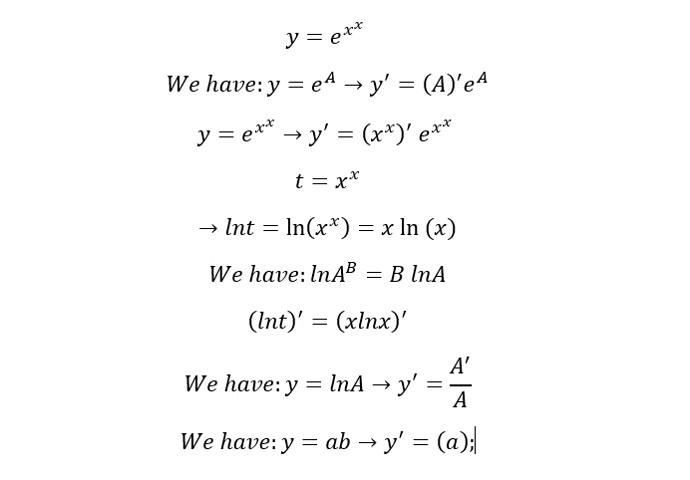 y = e^{x^x}
We have: y = e^A → y′ = (A)′e^A
y = e^{x^x} → y′ = (x^x)′ e^{x^x}
t = x^x
→ lnt = ln(x^x) = x ln (x)
We have: lnA^B = B lnA
(lnt)′ = (xlnx)′
We have: y = lnA → y′ = A′/A
We have: y = ab → y′ = (a);